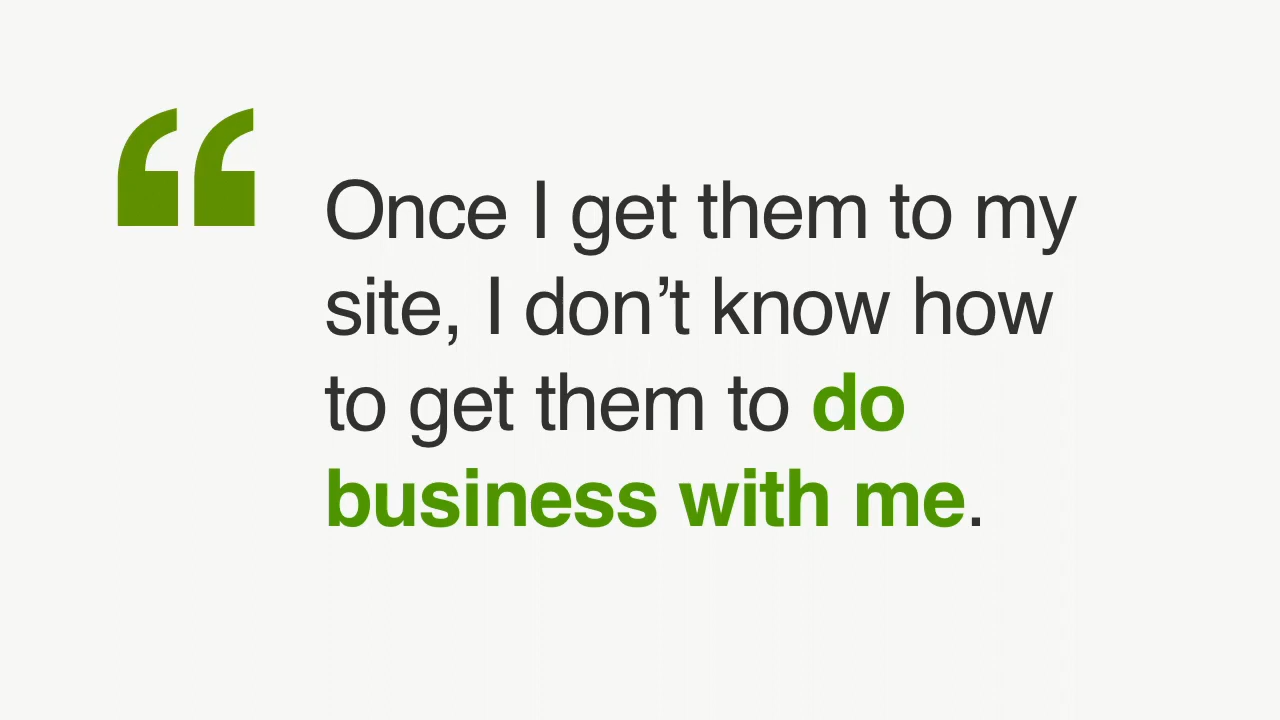 “
Once I get them to my
site, I don’t know how
to get them to do
business with me.